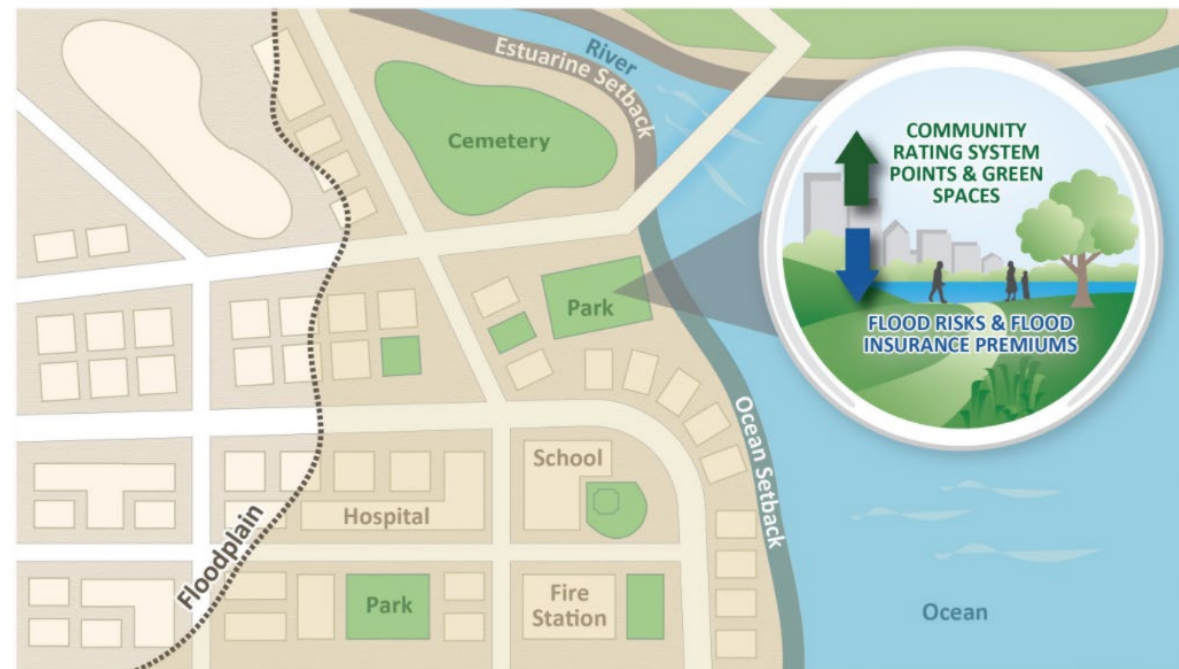 River
Estuarine Setback
Cemetery
COMMUNITY
RATING SYSTEM
POINTS & GREEN
SPACES
FLOOD RISKS & FLOOD
INSURANCE PREMIUMS
Park
Ocean Setback
School
Hospital
Floodplain
Park
Fire
Station
Ocean